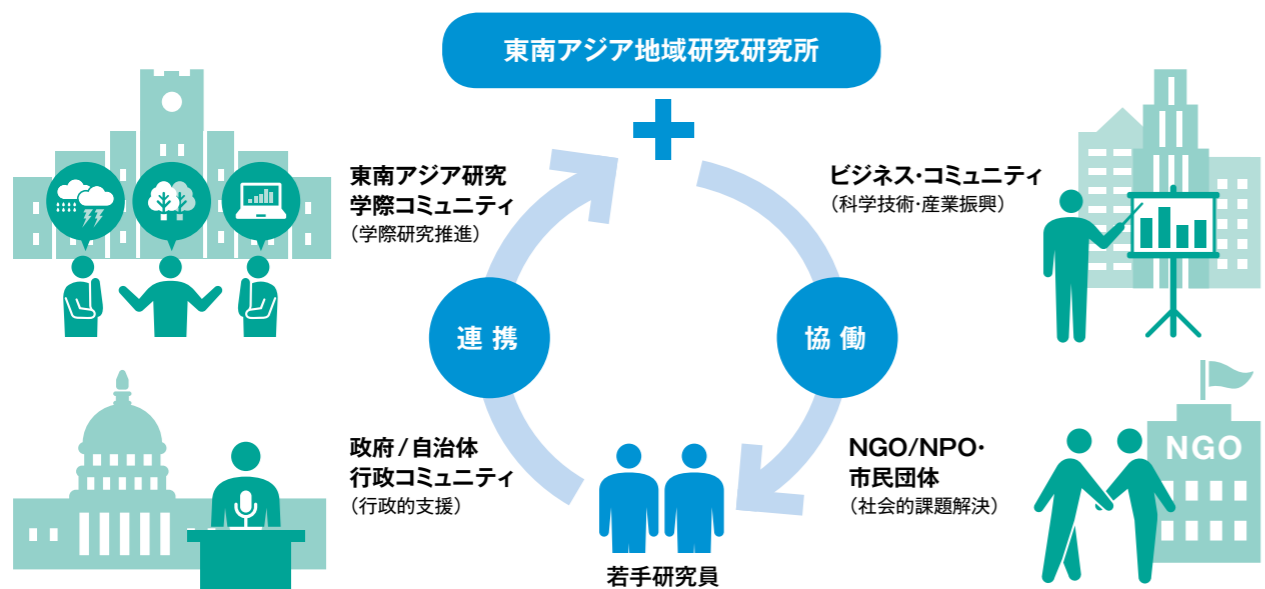 東南アジア地域研究研究所
東南アジア研究
学際コミュニティ
（学際研究推進）
ビジネス・コミュニティ
（科学技術・産業振興）
連携
協働
政府/自治体
行政コミュニティ
（行政的支援）
NGO/NPO・
市民団体
（社会的課題解決）
NGO
若手研究員